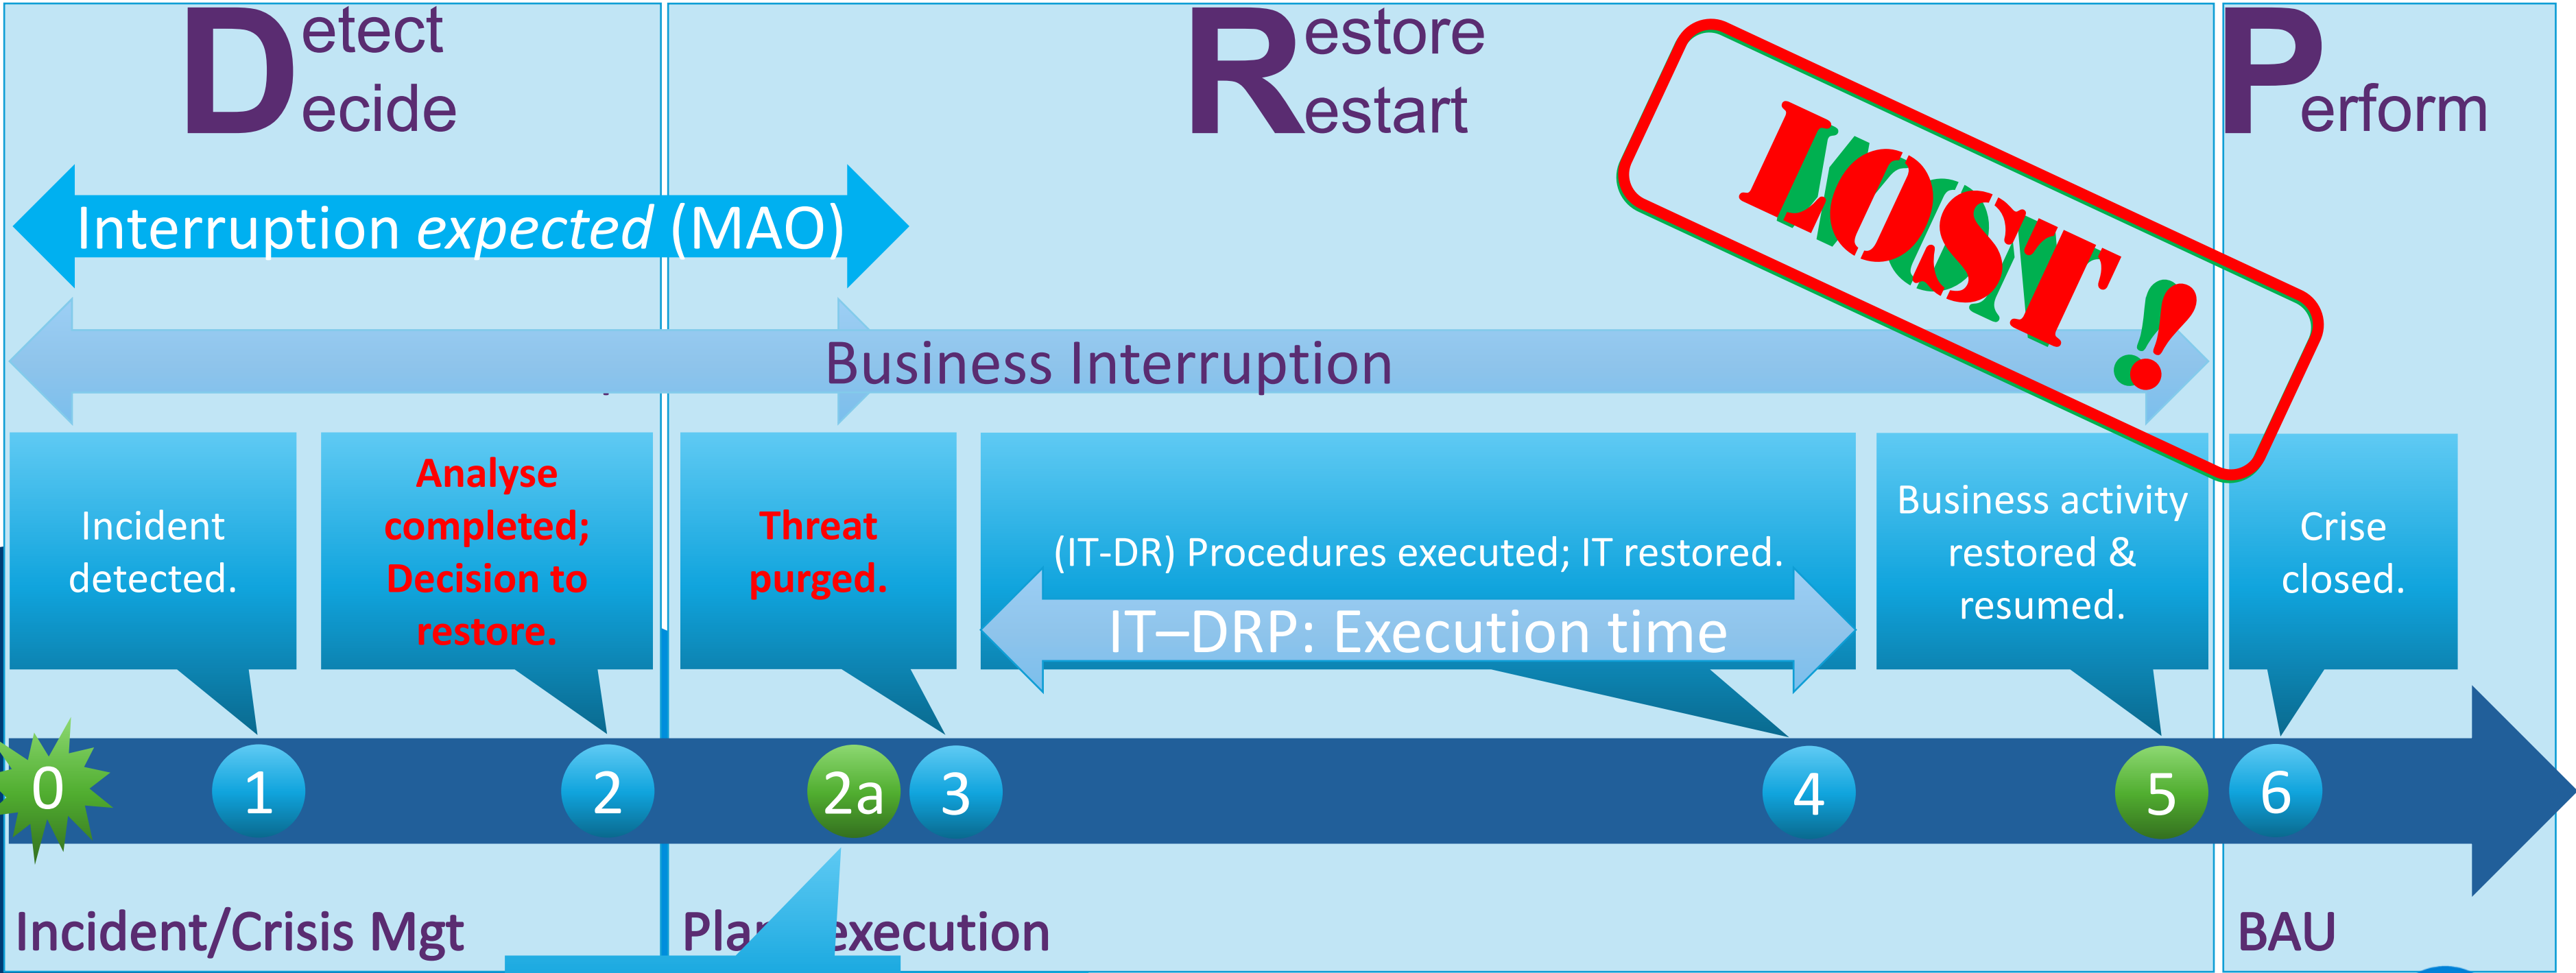 Detect
Decide
Restore
Restart
Perform
LOST!
Interruption expected (MAO)
Business Interruption
Incident
detected.
Analyse
completed;
Decision to
restore.
Threat
purged.
(IT-DR) Procedures executed; IT restored.
IT–DRP: Execution time
Business activity
restored &
resumed.
Crise
closed.
0
1
2
2a
3
4
5
6
Incident/Crisis Mgt
execution
BAU